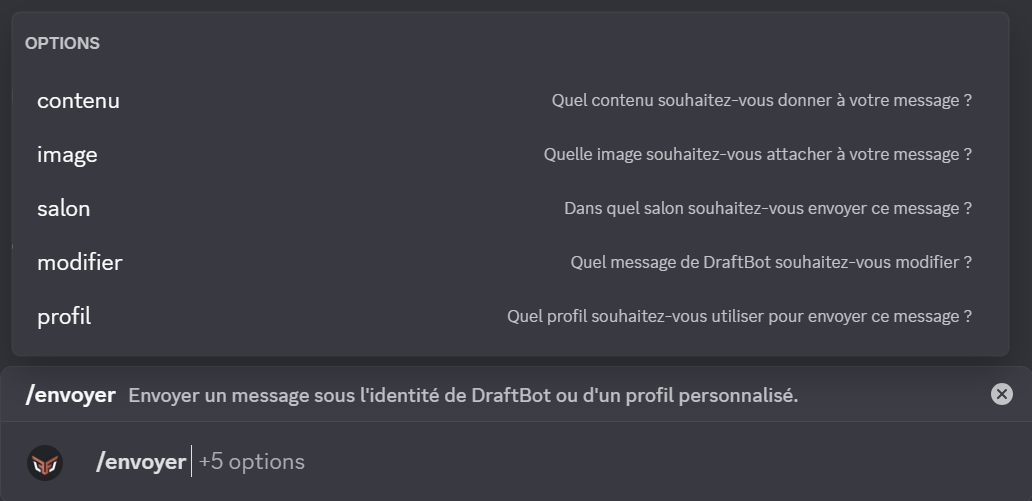 OPTIONS
contenu Quel contenu souhaitez-vous donner à votre message ?
image Quelle image souhaitez-vous attacher à votre message ?
salon Dans quel salon souhaitez-vous envoyer ce message ?
modifier Quel message de DraftBot souhaitez-vous modifier ?
profil Quel profil souhaitez-vous utiliser pour envoyer ce message ?
/envoyer Envoyer un message sous l'identité de DraftBot ou d'un profil personnalisé.
/envoyer +5 options